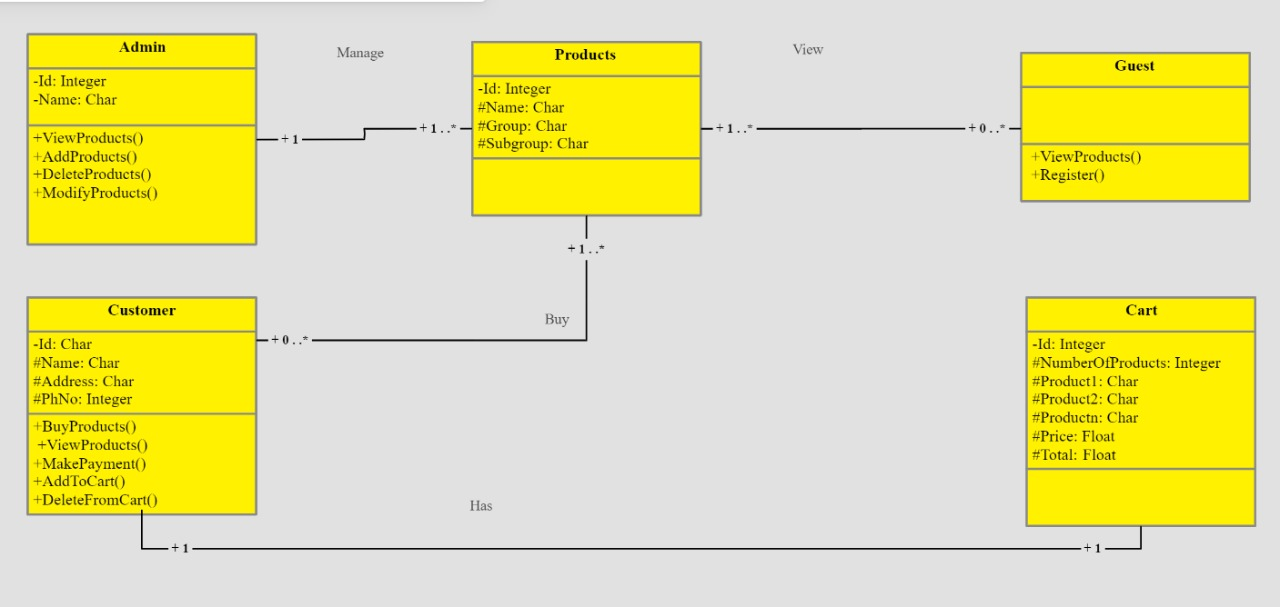 Admin
-Id: Integer
-Name: Char
+ViewProducts()
+AddProducts()
+DeleteProducts()
+ModifyProducts()
Manage
+1
+1..*
Products
-Id: Integer
#Name: Char
#Group: Char
#Subgroup: Char
View
+1..*
+0..*
Guest
+ViewProducts()
+Register()
+1..*
Buy
+0..*
Customer
-Id: Char
#Name: Char
#Address: Char
#PhNo: Integer
+BuyProducts()
+ViewProducts()
+MakePayment()
+AddToCart()
+DeleteFromCart()
Cart
-Id: Integer
#NumberOfProducts: Integer
#Product1: Char
#Product2: Char
#Productn: Char
#Price: Float
#Total: Float
Has
+1
+1